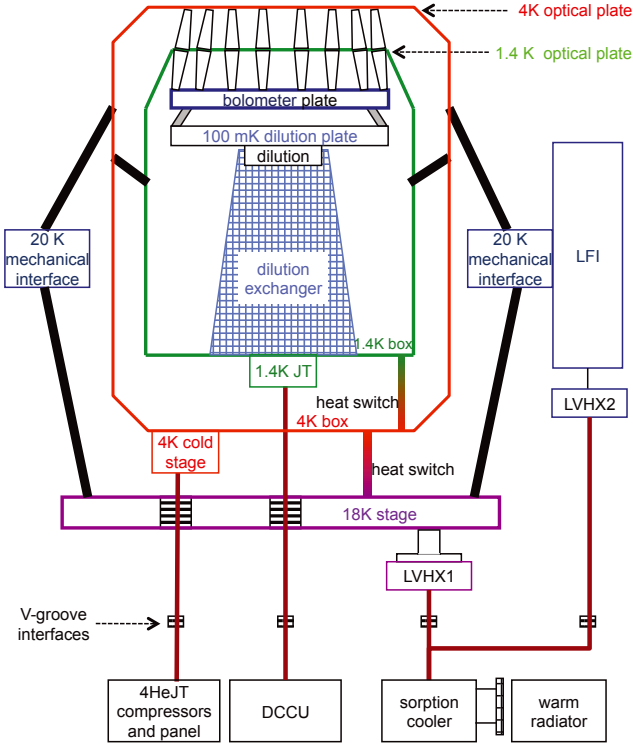 4K optical plate
1.4 K optical plate
bolometer plate
100 mK dilution plate
dilution
20 K
mechanical
interface
20 K
mechanical
interface
LFI
dilution
exchanger
1.4K box
1.4K JT
heat switch
4K box
LVHX2
4K cold
stage
heat switch
18K stage
LVHX1
V-groove
interfaces
4HeJT
compressors
and panel
DCCU
sorption
cooler
warm
radiator